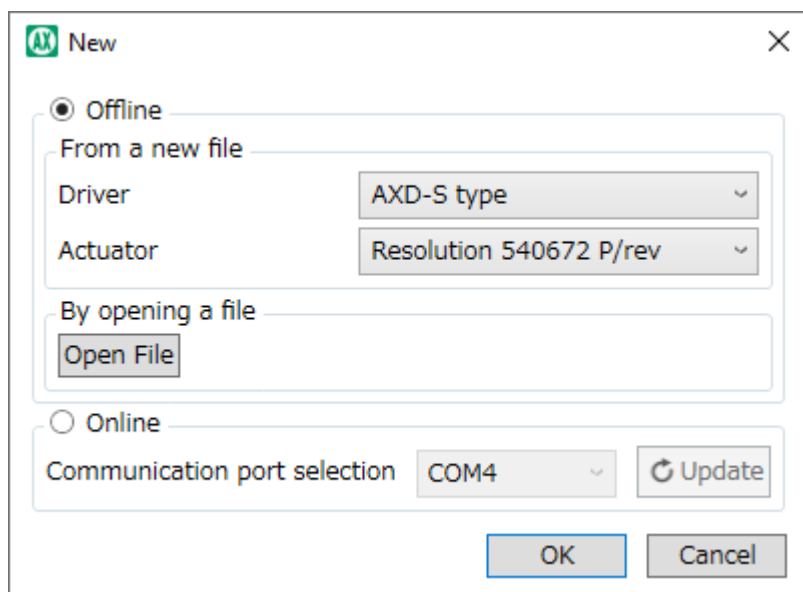 AX New
Offline
From a new file
Driver AXD-S type
Actuator Resolution 540672 P/rev
By opening a file
Open File
Online
Communication port selection COM4 Update
OK Cancel